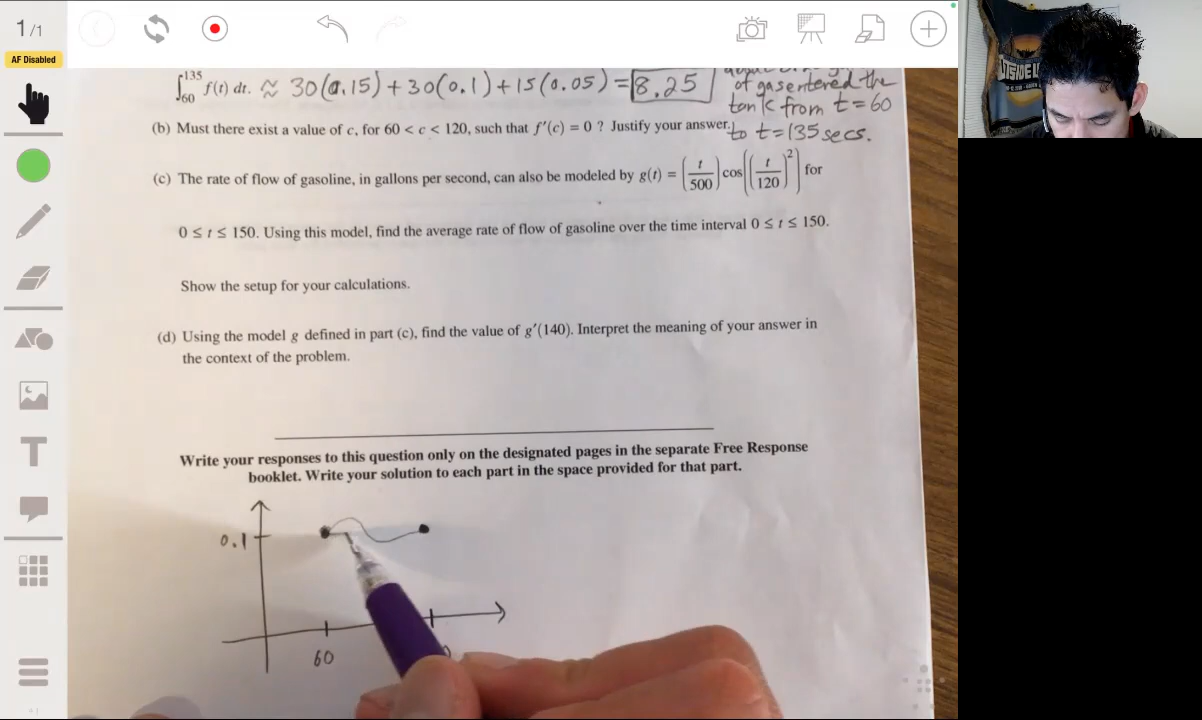 1/1
AF Disabled
∫₆₀¹³⁵ f(t) dt. ≈ 30(0.15)+30(0.1)+15(0.05) = 8.25
of gas entered the
tank from t=60
to t=135 secs.
(b) Must there exist a value of c, for 60 < c < 120, such that f′(c) = 0 ? Justify your answer.
(c) The rate of flow of gasoline, in gallons per second, can also be modeled by g(t) = (t/500) cos((t/120)²) for
0 ≤ t ≤ 150. Using this model, find the average rate of flow of gasoline over the time interval 0 ≤ t ≤ 150.
Show the setup for your calculations.
(d) Using the model g defined in part (c), find the value of g′(140). Interpret the meaning of your answer in
the context of the problem.
Write your responses to this question only on the designated pages in the separate Free Response
booklet. Write your solution to each part in the space provided for that part.
0.1
60